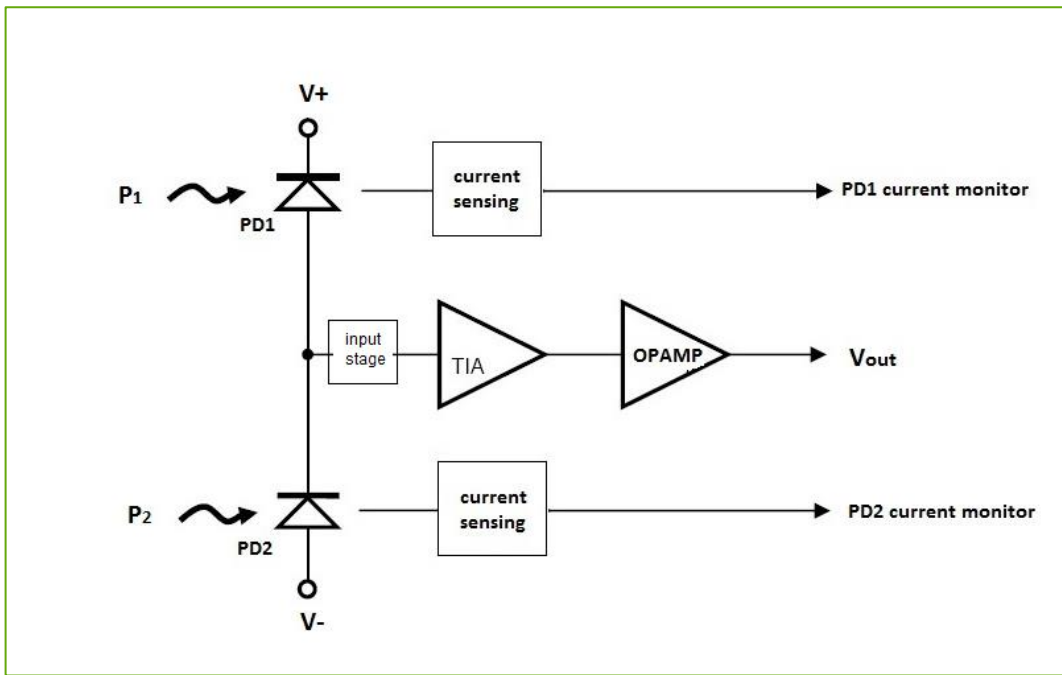 V+
P1
PD1
current
sensing
PD1 current monitor
input
stage
TIA
OPAMP
Vout
P2
PD2
current
sensing
PD2 current monitor
V-